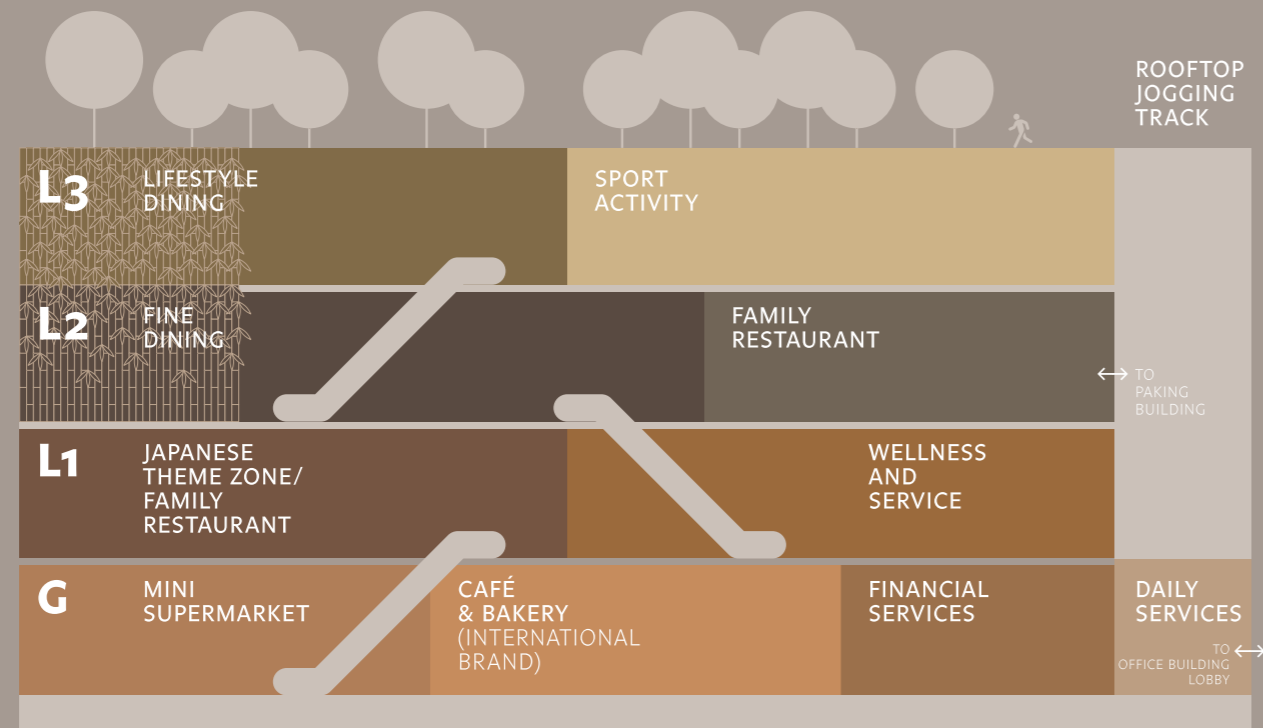 ROOFTOP
JOGGING
TRACK
L3
LIFESTYLE
DINING
SPORT
ACTIVITY
L2
FINE
DINING
FAMILY
RESTAURANT
TO
PAKING
BUILDING
L1
JAPANESE
THEME ZONE/
FAMILY
RESTAURANT
WELLNESS
AND
SERVICE
G
MINI
SUPERMARKET
CAFÉ
& BAKERY
(INTERNATIONAL
BRAND)
FINANCIAL
SERVICES
DAILY
SERVICES
TO
OFFICE BUILDING
LOBBY